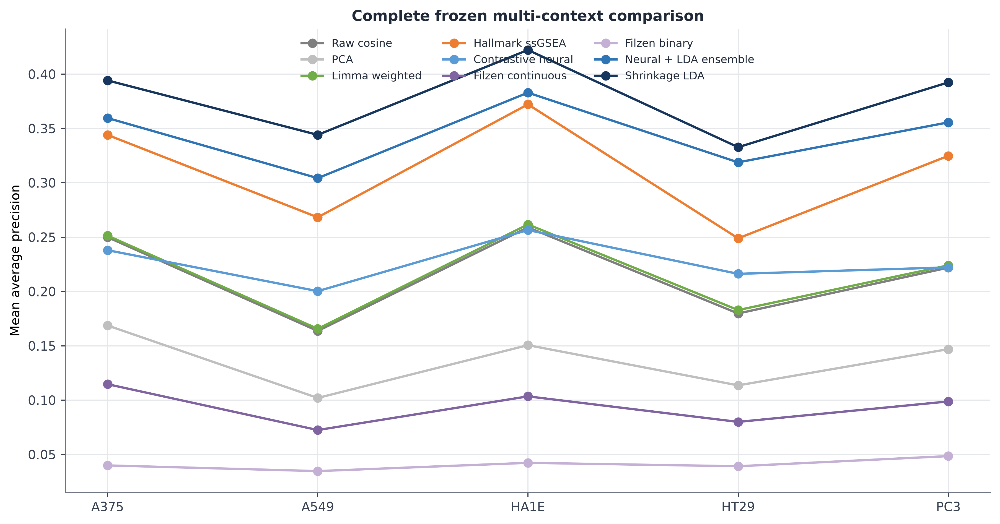 Complete frozen multi-context comparison
Raw cosine
PCA
Limma weighted
Hallmark ssGSEA
Contrastive neural
Filzen continuous
Filzen binary
Neural + LDA ensemble
Shrinkage LDA
Mean average precision
0.40
0.35
0.30
0.25
0.20
0.15
0.10
0.05
A375
A549
HA1E
HT29
PC3